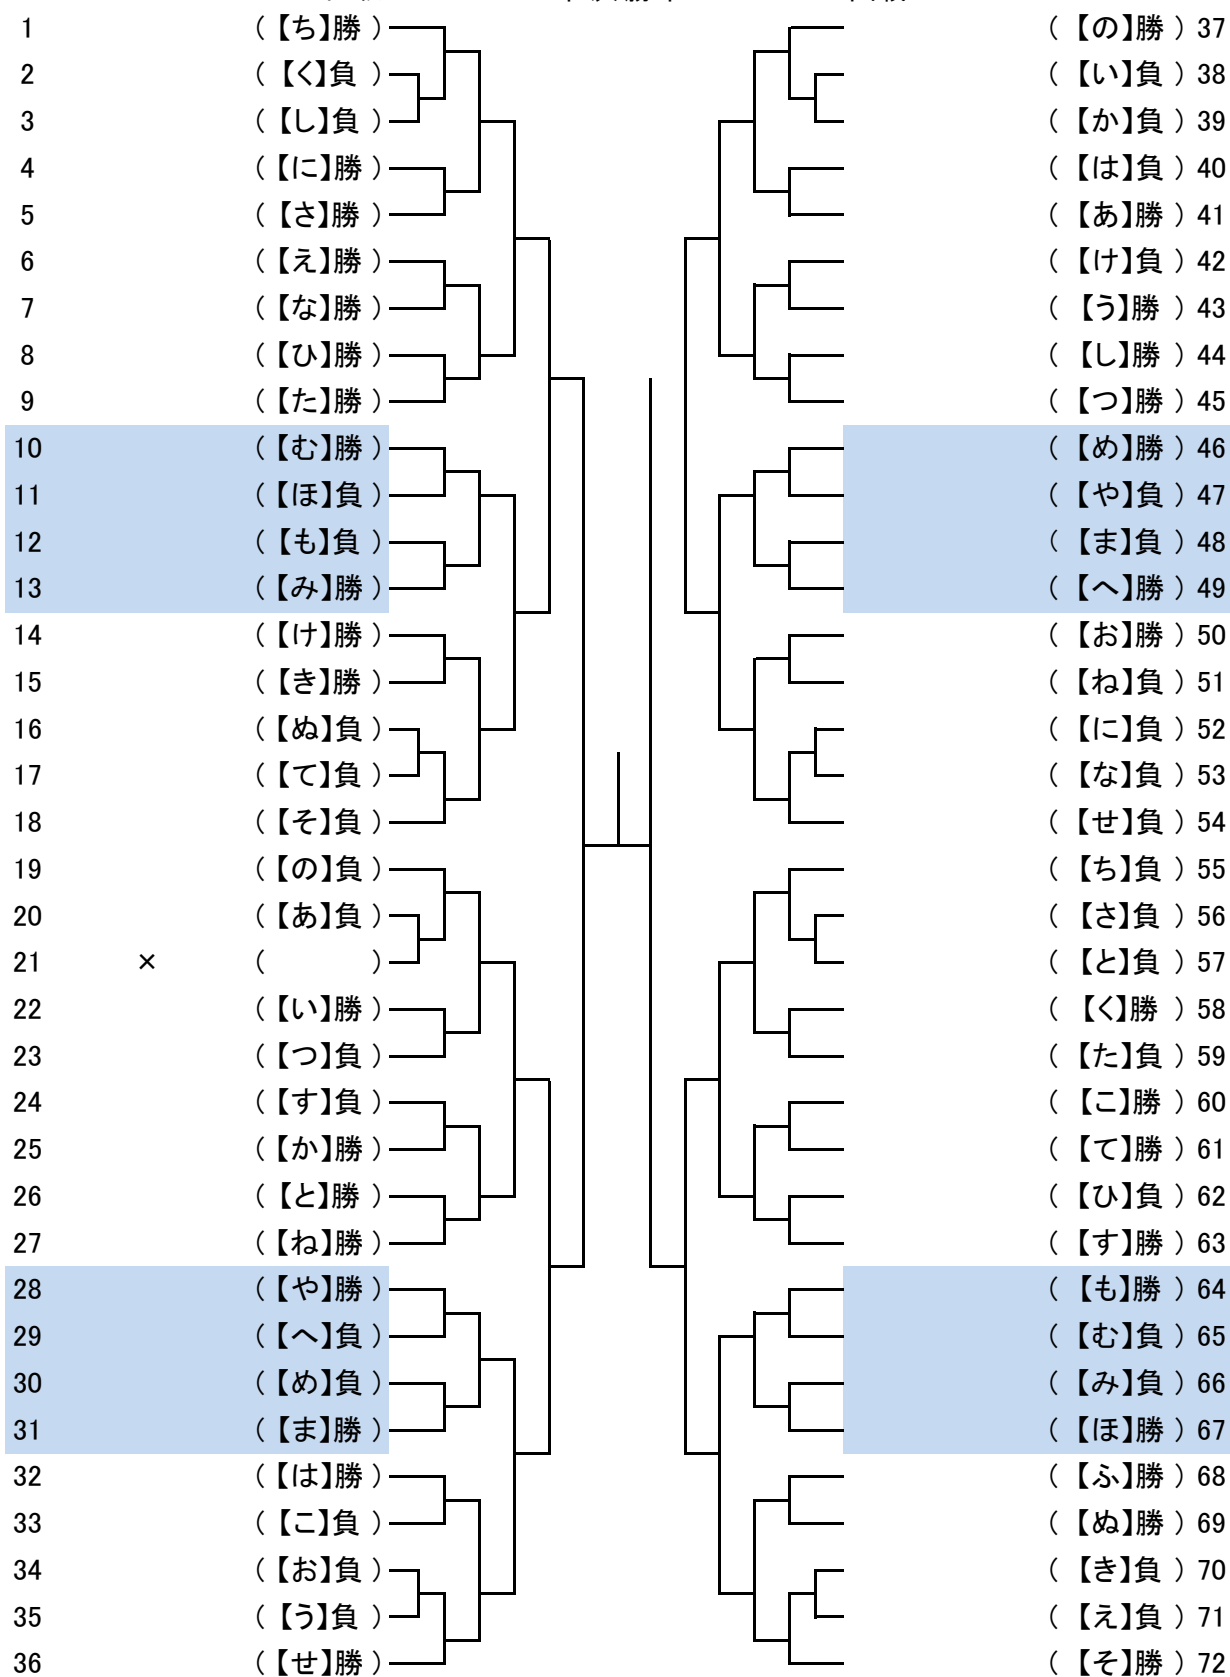 1 (【ち】勝 )
2 (【く】負 )
3 (【し】負 )
4 (【に】勝 )
5 (【さ】勝 )
6 (【え】勝 )
7 (【な】勝 )
8 (【ひ】勝 )
9 (【た】勝 )
10 (【む】勝 )
11 (【ほ】負 )
12 (【も】負 )
13 (【み】勝 )
14 (【け】勝 )
15 (【き】勝 )
16 (【ぬ】負 )
17 (【て】負 )
18 (【そ】負 )
19 (【の】負 )
20 (【あ】負 )
21 × ( )
22 (【い】勝 )
23 (【つ】負 )
24 (【す】負 )
25 (【か】勝 )
26 (【と】勝 )
27 (【ね】勝 )
28 (【や】勝 )
29 (【へ】負 )
30 (【め】負 )
31 (【ま】勝 )
32 (【は】勝 )
33 (【こ】負 )
34 (【お】負 )
35 (【う】負 )
36 (【せ】勝 )
( 【の】勝 ) 37
( 【い】負 ) 38
( 【か】負 ) 39
( 【は】負 ) 40
( 【あ】勝 ) 41
( 【け】負 ) 42
( 【う】勝 ) 43
( 【し】勝 ) 44
( 【つ】勝 ) 45
( 【め】勝 ) 46
( 【や】負 ) 47
( 【ま】負 ) 48
( 【へ】勝 ) 49
( 【お】勝 ) 50
( 【ね】負 ) 51
( 【に】負 ) 52
( 【な】負 ) 53
( 【せ】負 ) 54
( 【ち】負 ) 55
( 【さ】負 ) 56
( 【と】負 ) 57
( 【く】勝 ) 58
( 【た】負 ) 59
( 【こ】勝 ) 60
( 【て】勝 ) 61
( 【ひ】負 ) 62
( 【す】勝 ) 63
( 【も】勝 ) 64
( 【む】負 ) 65
( 【み】負 ) 66
( 【ほ】勝 ) 67
( 【ふ】勝 ) 68
( 【ぬ】勝 ) 69
( 【き】負 ) 70
( 【え】負 ) 71
( 【そ】勝 ) 72